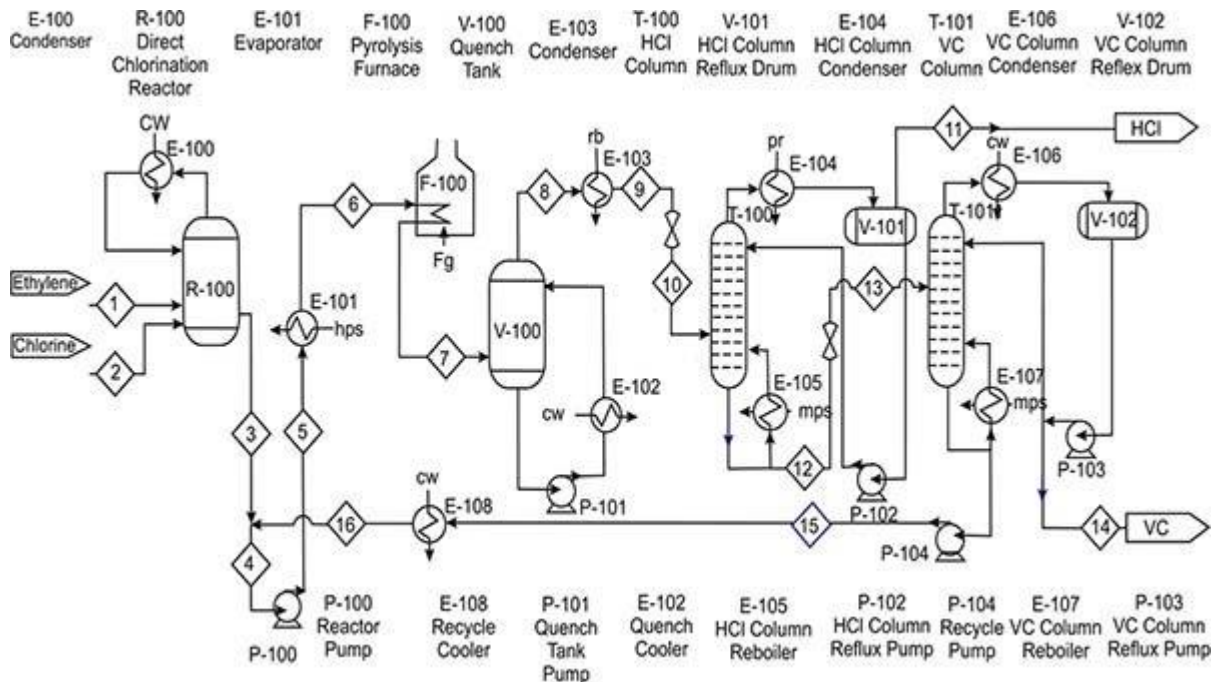 E-100
Condenser
R-100
Direct
Chlorination
Reactor
E-101
Evaporator
F-100
Pyrolysis
Furnace
V-100
Quench
Tank
E-103
Condenser
T-100
HCl
Column
V-101
HCl Column
Reflux Drum
E-104
HCl Column
Condenser
T-101
VC
Column
E-106
VC Column
Condenser
V-102
VC Column
Reflex Drum
CW
E-100
R-100
Ethylene
1
Chlorine
2
3
4
5
6
E-101
hps
F-100
Fg
7
8
V-100
rb
E-103
9
10
cw
E-102
P-101
pr
E-104
T-100
V-101
11
HCl
E-105
mps
12
13
P-102
cw
E-106
T-101
V-102
E-107
mps
P-103
14
VC
P-104
15
cw
E-108
16
P-100
P-100
Reactor
Pump
E-108
Recycle
Cooler
P-101
Quench
Tank
Pump
E-102
Quench
Cooler
E-105
HCl Column
Reboiler
P-102
HCl Column
Reflux Pump
P-104
Recycle
Pump
E-107
VC Column
Reboiler
P-103
VC Column
Reflux Pump